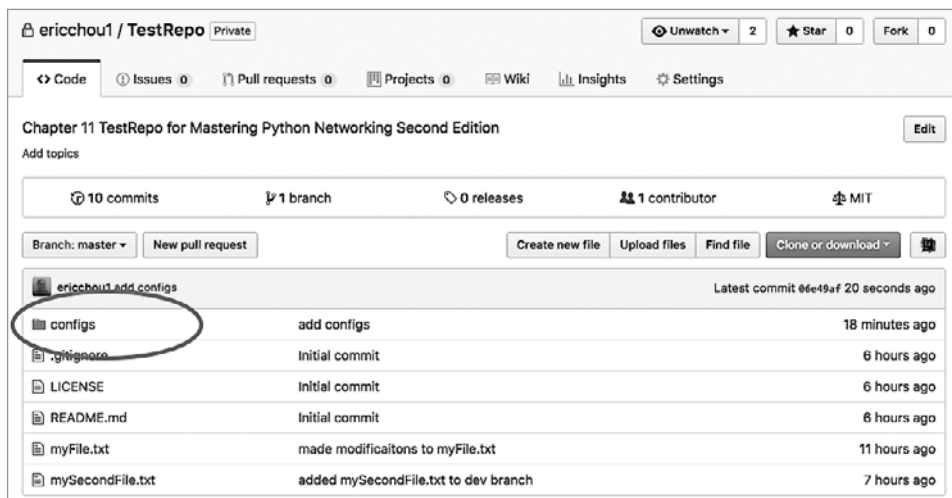 ericchou1 / TestRepo Private Unwatch 2 Star 0 Fork 0
Code Issues 0 Pull requests 0 Projects 0 Wiki Insights Settings
Chapter 11 TestRepo for Mastering Python Networking Second Edition Edit
Add topics
10 commits 1 branch 0 releases 1 contributor MIT
Branch: master New pull request Create new file Upload files Find file Clone or download
ericchou1 add configs Latest commit 06e49af 20 seconds ago
configs add configs 18 minutes ago
.gitignore Initial commit 6 hours ago
LICENSE Initial commit 6 hours ago
README.md Initial commit 6 hours ago
myFile.txt made modificaitons to myFile.txt 11 hours ago
mySecondFile.txt added mySecondFile.txt to dev branch 7 hours ago